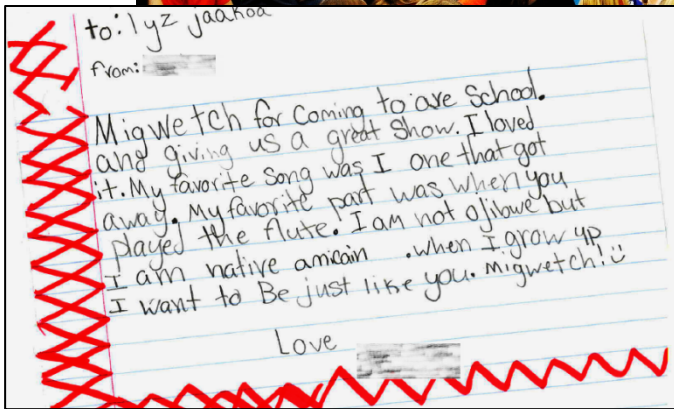 to: lyz jaakoa
from:
Migwetch for Coming to are School.
and giving us a great Show. I loved
it. My favorite song was I one that got
away. My favorite part was when you
played the flute. I am not ojibwe but
I am native amirain .when I grow up
I want to Be just like you. Migwetch!
Love